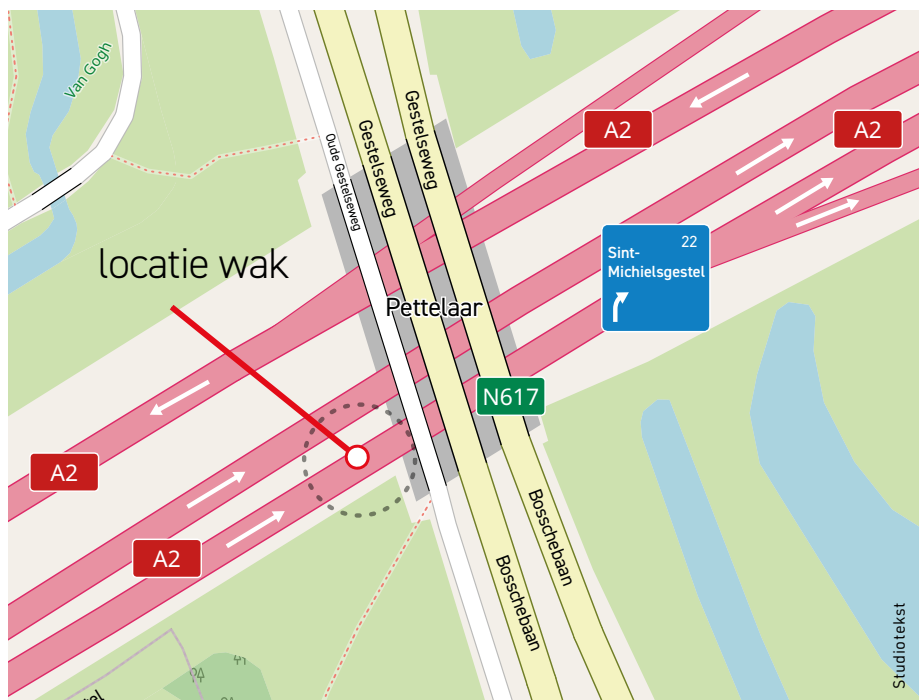 Van Gogh
Oude Gestelseweg
Gestelseweg
Gestelseweg
A2
A2
22
Sint-
Michielsgestel
locatie wak
Pettelaar
N617
A2
A2
Bosschebaan
Bosschebaan
Studiotekst